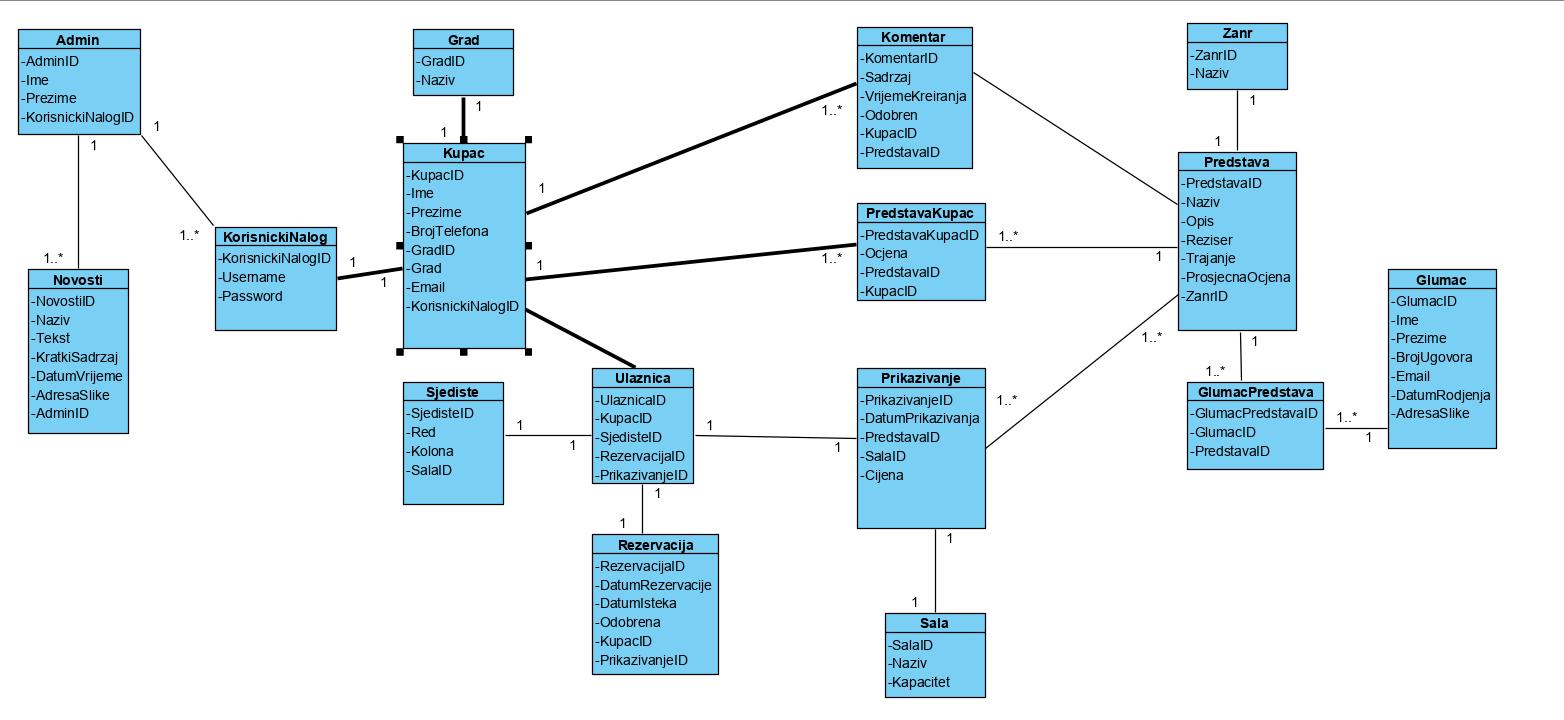 Admin
-AdminID
-Ime
-Prezime
-KorisnickiNalogID
1
1
1..*
1..*
Novosti
-NovostiID
-Naziv
-Tekst
-KratkiSadrzaj
-DatumVrijeme
-AdresaSlike
-AdminID
KorisnickiNalog
-KorisnickiNalogID
-Username
-Password
1
1
Grad
-GradID
-Naziv
1
1
Kupac
-KupacID
-Ime
-Prezime
-BrojTelefona
-GradID
-Grad
-Email
-KorisnickiNalogID
1
1..*
1
1..*
Komentar
-KomentarID
-Sadrzaj
-VrijemeKreiranja
-Odobren
-KupacID
-PredstavaID
PredstavaKupac
-PredstavaKupacID
-Ocjena
-PredstavaID
-KupacID
1..*
1
Zanr
-ZanrID
-Naziv
1
1
Predstava
-PredstavaID
-Naziv
-Opis
-Reziser
-Trajanje
-ProsjecnaOcjena
-ZanrID
1..*
1
1..*
1..*
GlumacPredstava
-GlumacPredstavaID
-GlumacID
-PredstavaID
1..*
1
Glumac
-GlumacID
-Ime
-Prezime
-BrojUgovora
-Email
-DatumRodjenja
-AdresaSlike
Sjediste
-SjedisteID
-Red
-Kolona
-SalaID
1
1
Ulaznica
-UlaznicaID
-KupacID
-SjedisteID
-RezervacijaID
-PrikazivanjeID
1
1
1
1
Prikazivanje
-PrikazivanjeID
-DatumPrikazivanja
-PredstavaID
-SalaID
-Cijena
1
1
Rezervacija
-RezervacijaID
-DatumRezervacije
-DatumIsteka
-Odobrena
-KupacID
-PrikazivanjeID
Sala
-SalaID
-Naziv
-Kapacitet